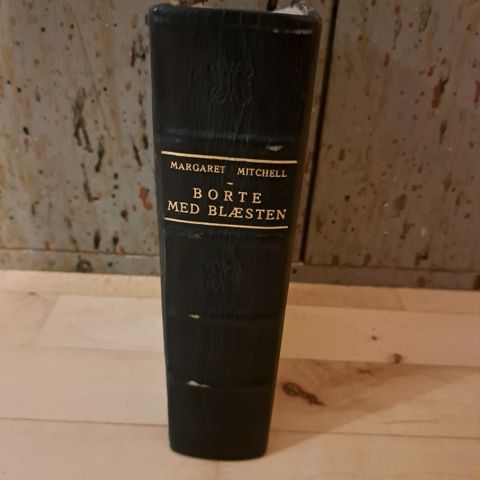 MARGARET MITCHELL
BORTE
MED BLÆSTEN